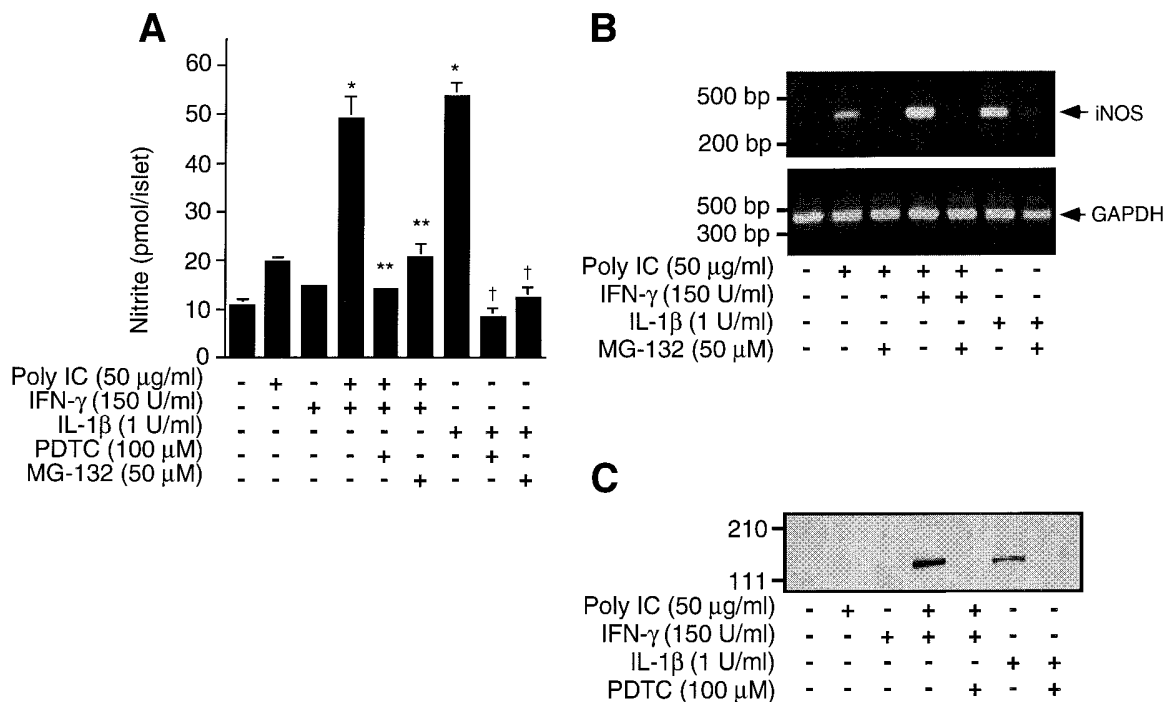 A
Nitrite (pmol/islet)
60
50
40
30
20
10
0
* ** ** * † †
Poly IC (50 µg/ml) - + - + + + - - -
IFN-γ (150 U/ml) - - + + + + - - -
IL-1β (1 U/ml) - - - - - - + + +
PDTC (100 µM) - - - - + - - + -
MG-132 (50 µM) - - - - - + - - +
B
500 bp
200 bp
iNOS
500 bp
300 bp
GAPDH
Poly IC (50 µg/ml) - + + + + - -
IFN-γ (150 U/ml) - - - + + - -
IL-1β (1 U/ml) - - - - - + +
MG-132 (50 µM) - - + - + - +
C
210
111
Poly IC (50 µg/ml) - + - + + - -
IFN-γ (150 U/ml) - - + + + - -
IL-1β (1 U/ml) - - - - - + +
PDTC (100 µM) - - - - + - +